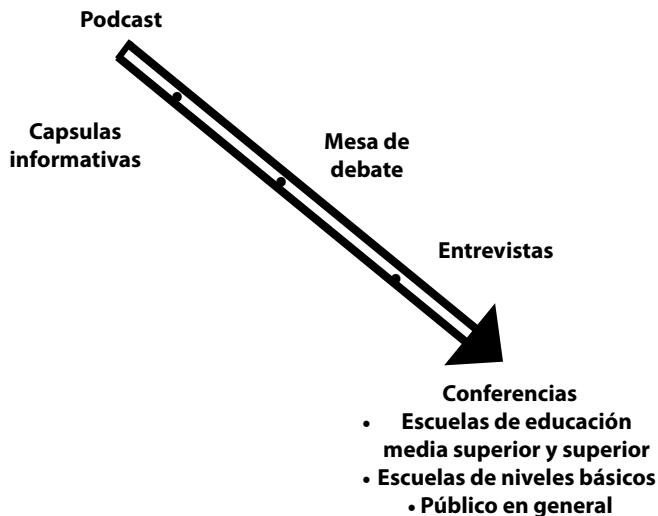 Podcast
Capsulas
informativas
Mesa de
debate
Entrevistas
Conferencias
• Escuelas de educación
media superior y superior
• Escuelas de niveles básicos
• Público en general